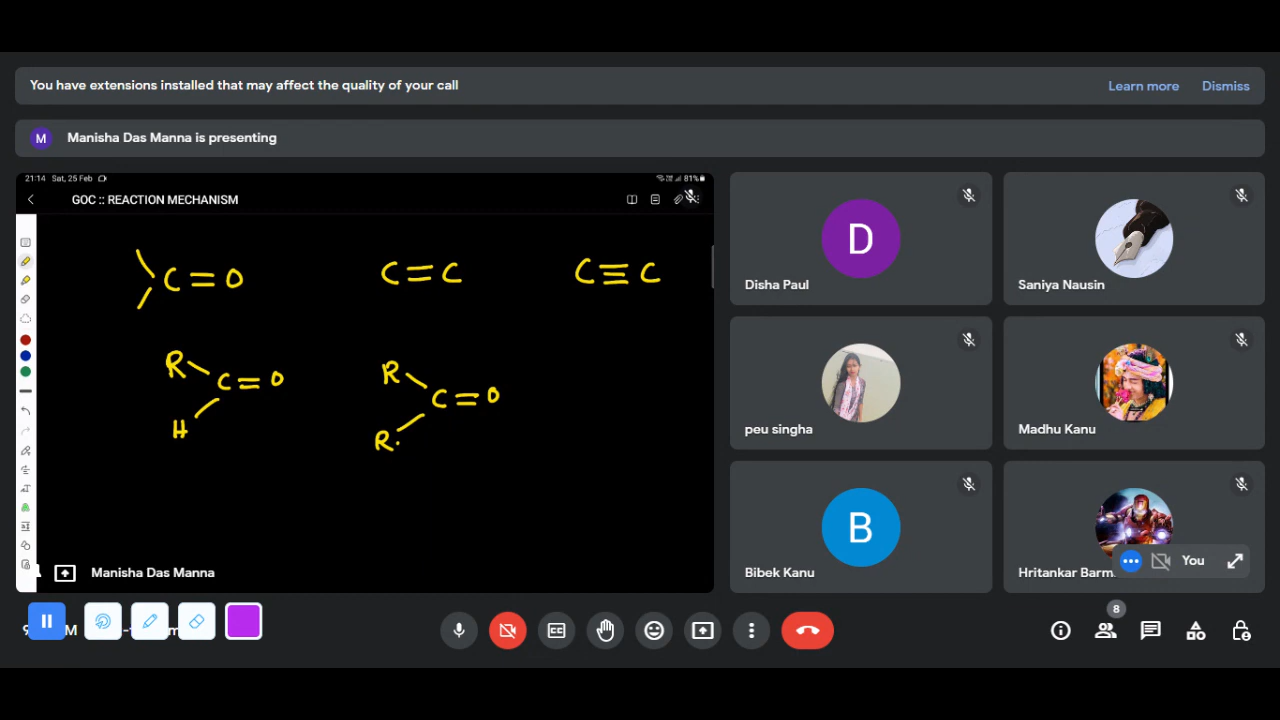 You have extensions installed that may affect the quality of your call
Learn more
Dismiss
M
Manisha Das Manna is presenting
21:14 Sat, 25 Feb
81%
GOC :: REACTION MECHANISM
C = O
C = C
C ≡ C
R
C = O
H
R
C = O
R
Manisha Das Manna
D
Disha Paul
Saniya Nausin
peu singha
Madhu Kanu
B
Bibek Kanu
Hritankar Barm...
You
8